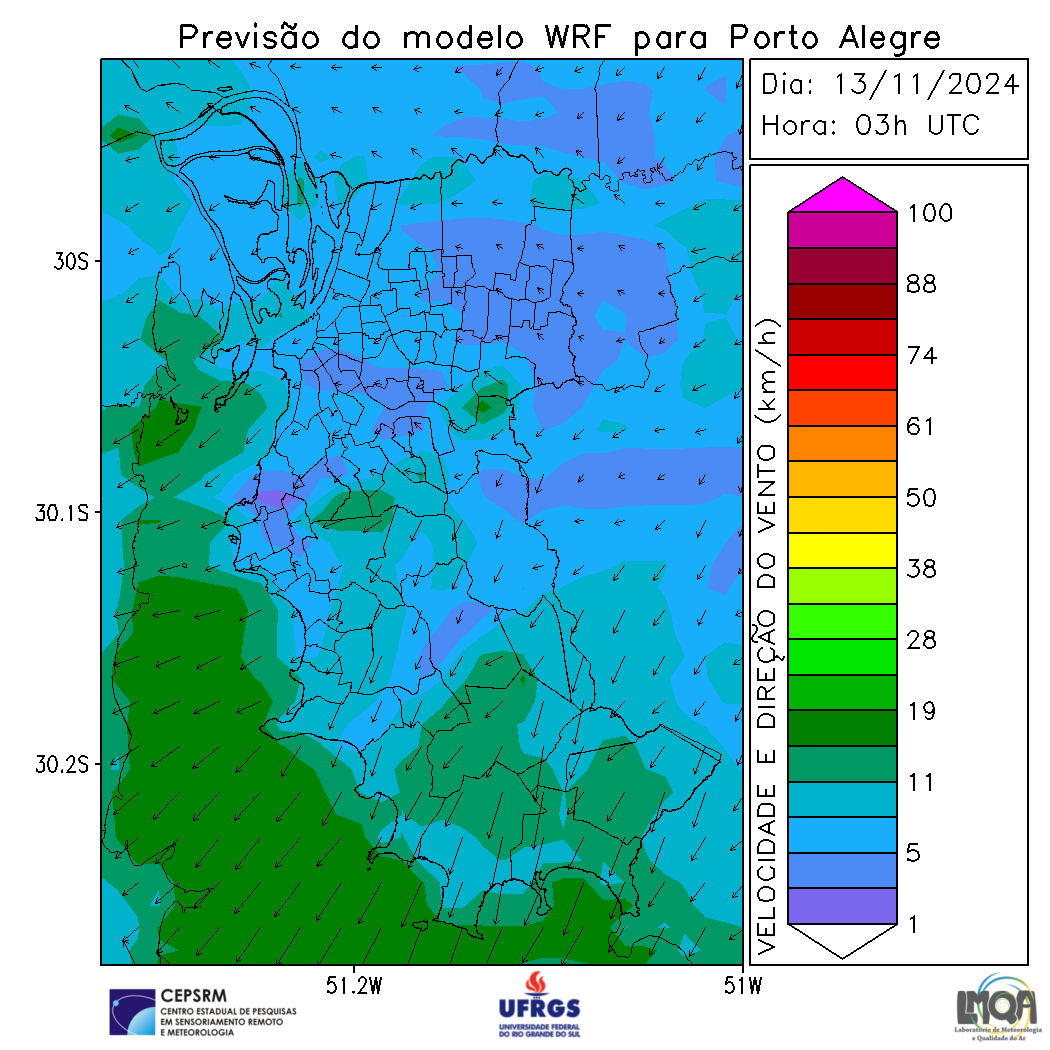 Previsão do modelo WRF para Porto Alegre
Dia: 13/11/2024
Hora: 03h UTC
30S
30.1S
30.2S
51.2W
51W
VELOCIDADE E DIREÇÃO DO VENTO (km/h)
100
88
74
61
50
38
28
19
11
5
1
CEPSRM
CENTRO ESTADUAL DE PESQUISAS
EM SENSORIAMENTO REMOTO
E METEOROLOGIA
UFRGS
UNIVERSIDADE FEDERAL
DO RIO GRANDE DO SUL
LMQA
Laboratório de Meteorologia
e Qualidade do Ar